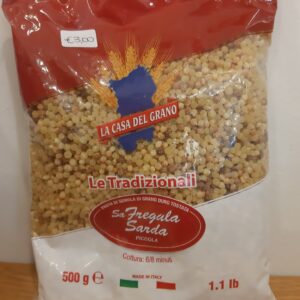 €3,00
LA CASA DEL GRANO
Le Tradizionali
PASTA DI SEMOLA DI GRANO DURO TOSTATA
Sa Fregula
Sarda
PICCOLA
Cottura: 6/8 minuti
500 g e
MADE IN ITALY
1.1 lb